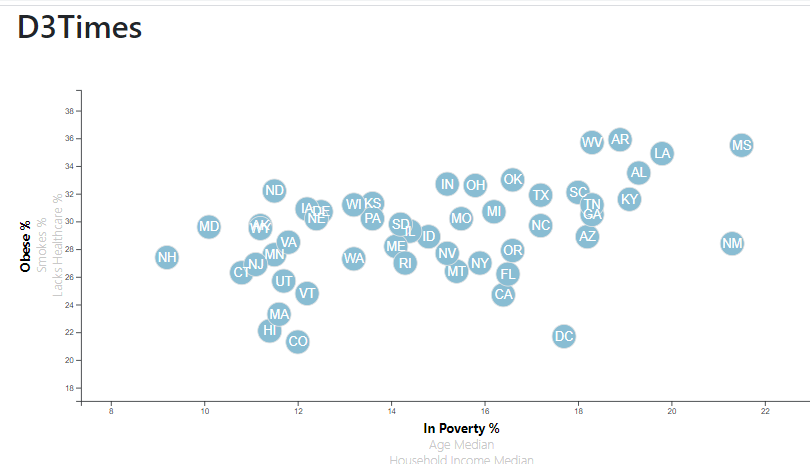 D3Times
Obese %
Smokes %
Lacks Healthcare %
38
36
34
32
30
28
26
24
22
20
18
WV
AR
MS
LA
AL
OK
IN
OH
ND
SC
TX
KY
WI
KS
TN
IA
DE
NE
PA
MO
MI
GA
MD
WY
SD
IL
NC
ID
AZ
VA
NM
ME
OR
MN
NV
NH
WA
RI
NY
NJ
CT
MT
FL
UT
VT
CA
MA
HI
DC
CO
8
10
12
14
16
18
20
22
In Poverty %
Age Median
Household Income Median